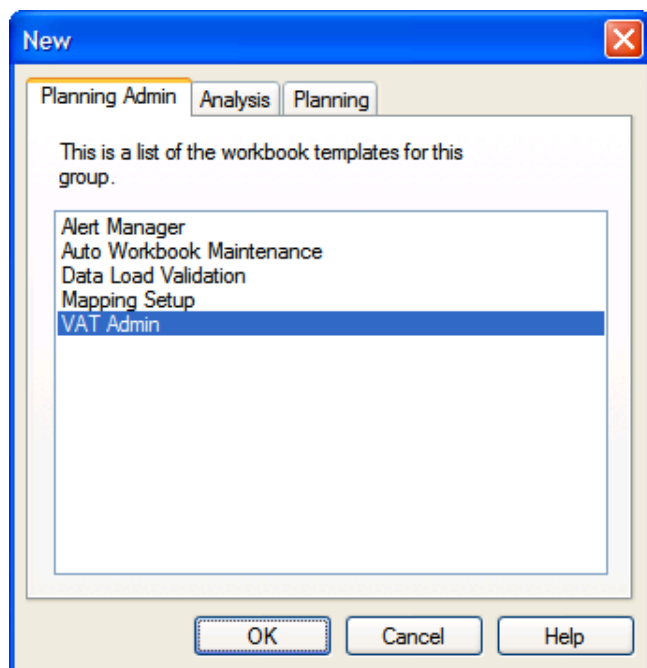 New
Planning Admin
Analysis
Planning
This is a list of the workbook templates for this
group.
Alert Manager
Auto Workbook Maintenance
Data Load Validation
Mapping Setup
VAT Admin
OK
Cancel
Help